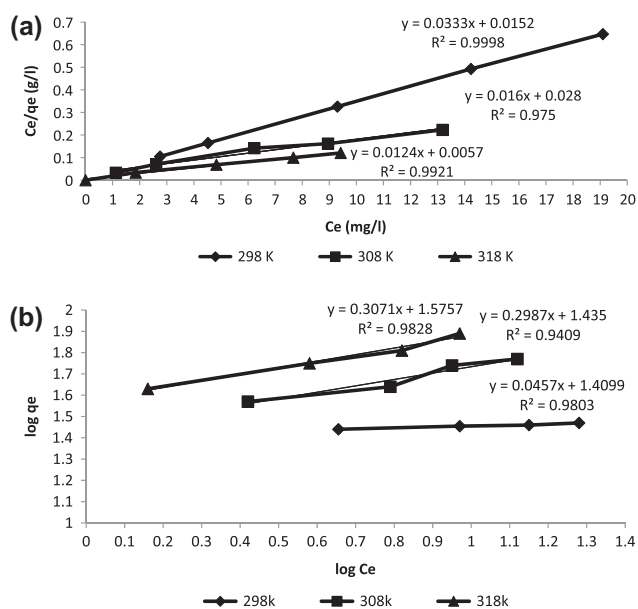 (a)
0.7
0.6
0.5
0.4
0.3
0.2
0.1
0
Ce/qe (g/l)
y = 0.0333x + 0.0152
R² = 0.9998
y = 0.016x + 0.028
R² = 0.975
y = 0.0124x + 0.0057
R² = 0.9921
0 1 2 3 4 5 6 7 8 9 10 11 12 13 14 15 16 17 18 19 20
Ce (mg/l)
298 K 308 K 318 K
(b)
2
1.9
1.8
1.7
1.6
1.5
1.4
1.3
1.2
1.1
1
log qe
y = 0.3071x + 1.5757
R² = 0.9828
y = 0.2987x + 1.435
R² = 0.9409
y = 0.0457x + 1.4099
R² = 0.9803
0 0.1 0.2 0.3 0.4 0.5 0.6 0.7 0.8 0.9 1 1.1 1.2 1.3 1.4
log Ce
298k 308k 318k